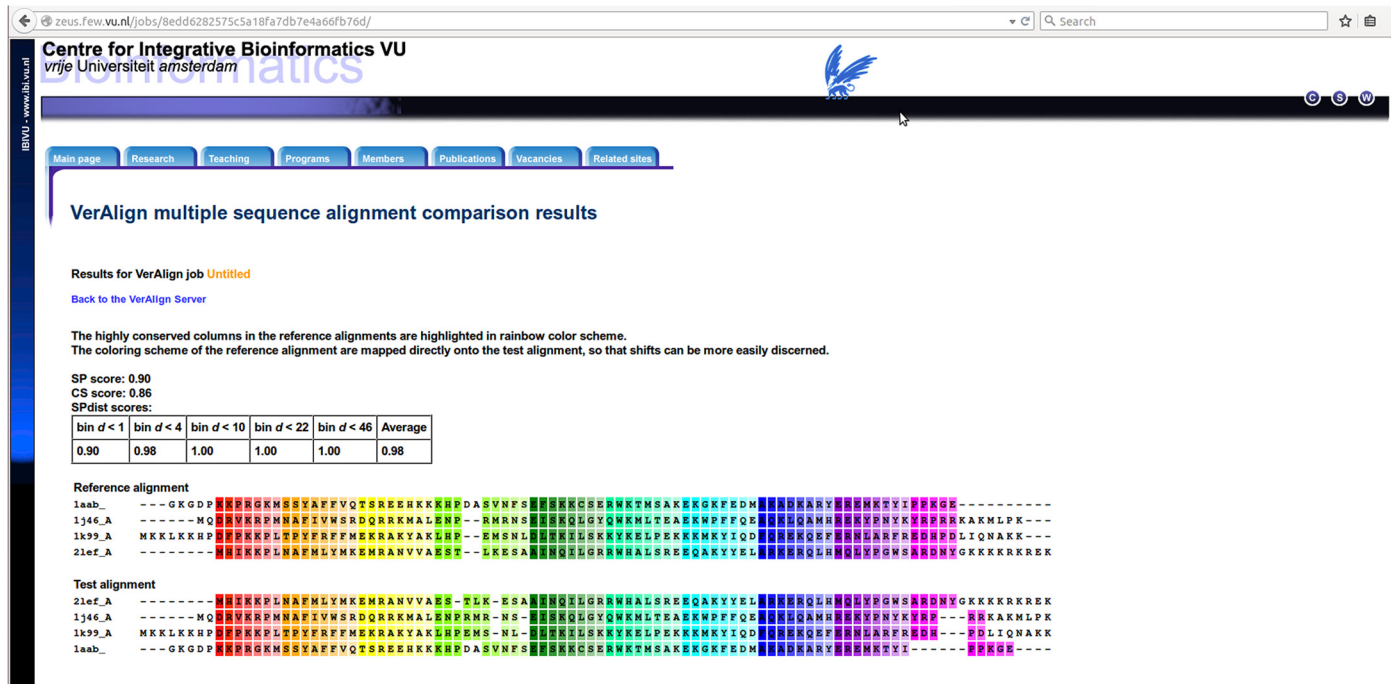 zeus.few.vu.nl/jobs/8edd6282575c5a18fa7db7e4a66fb76d/
Search
IBIVU - www.ibi.vu.nl
Bioinformatics
Centre for Integrative Bioinformatics VU
vrije Universiteit amsterdam
C S W
Main page Research Teaching Programs Members Publications Vacancies Related sites
VerAlign multiple sequence alignment comparison results
Results for VerAlign job Untitled
Back to the VerAlign Server
The highly conserved columns in the reference alignments are highlighted in rainbow color scheme.
The coloring scheme of the reference alignment are mapped directly onto the test alignment, so that shifts can be more easily discerned.
SP score: 0.90
CS score: 0.86
SPdist scores:
bin d < 1 bin d < 4 bin d < 10 bin d < 22 bin d < 46 Average
0.90 0.98 1.00 1.00 1.00 0.98
Reference alignment
1aab_ ---GKGDPKKPRGKMSSYAFFVQTSREEHKKKHPDASVNFSEFSKKCSERWKTMSAKEKGKFEDMAKADKARYEREMKTYIPPKGE----------
1j46_A ------MQDRVKRPMNAFIVWSRDQRRKMALENP--RMRNSEISKQLGYQWKMLTEAEKWPFFQEAQKLQAMHREKYPNYKYRPRRKAKMLPK---
1k99_A MKKLKKHPDFPKKPLTPYFRFFMEKRAKYAKLHP--EMSNLDLTKILSKKYKELPEKKKMKYIQDFQREKQEFERNLARFREDHPDLIQNAKK---
2lef_A --------MHIKKPLNAFMLYMKEMRANVVAEST--LKESAAINQILGRRWHALSREEQAKYYELARKERQLHMQLYPGWSARDNYGKKKKRKREK
Test alignment
2lef_A --------MHIKKPLNAFMLYMKEMRANVVAES-TLK-ESAAINQILGRRWHALSREEQAKYYELARKERQLHMQLYPGWSARDNYGKKKKRKREK
1j46_A ------MQDRVKRPMNAFIVWSRDQRRKMALENPRMR-NS-EISKQLGYQWKMLTEAEKWPFFQEAQKLQAMHREKYPNYKYRP---RRKAKMLPK
1k99_A MKKLKKHPDFPKKPLTPYFRFFMEKRAKYAKLHPEMS-NL-DLTKILSKKYKELPEKKKMKYIQDFQREKQEFERNLARFREDH---PDLIQNAKK
1aab_ ---GKGDPKKPRGKMSSYAFFVQTSREEHKKKHPDASVNFSEFSKKCSERWKTMSAKEKGKFEDMAKADKARYEREMKTYI------PPKGE----